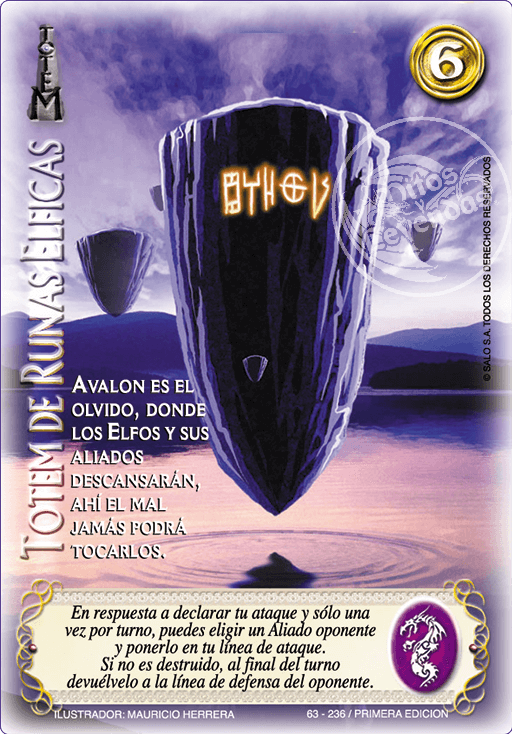 TOTEM
6
TOTEM DE RUNAS ELFICAS
Mitos
y
Leyendas
© SALO S.A. TODOS LOS DERECHOS RESERVADOS
AVALON ES EL
OLVIDO, DONDE
LOS ELFOS Y SUS
ALIADOS
DESCANSARÁN,
AHÍ EL MAL
JAMÁS PODRÁ
TOCARLOS.
En respuesta a declarar tu ataque y sólo una
vez por turno, puedes eligir un Aliado oponente
y ponerlo en tu línea de ataque.
Si no es destruido, al final del turno
devuélvelo a la línea de defensa del oponente.
ILUSTRADOR: MAURICIO HERRERA
63 - 236 / PRIMERA EDICION